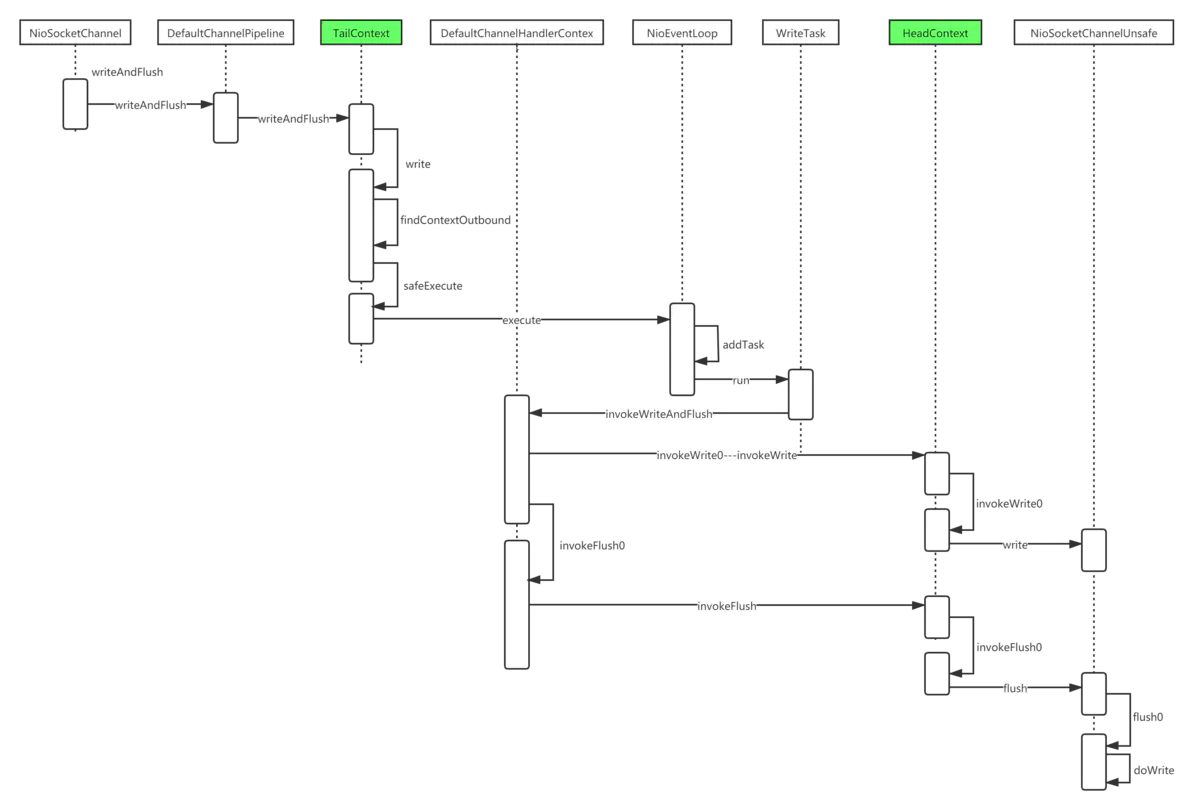 NioSocketChannel
DefaultChannelPipeline
TailContext
DefaultChannelHandlerContex
NioEventLoop
WriteTask
HeadContext
NioSocketChannelUnsafe
writeAndFlush
writeAndFlush
writeAndFlush
write
findContextOutbound
safeExecute
execute
addTask
run
invokeWriteAndFlush
invokeWrite0---invokeWrite
invokeWrite0
write
invokeFlush0
invokeFlush
invokeFlush0
flush
flush0
doWrite